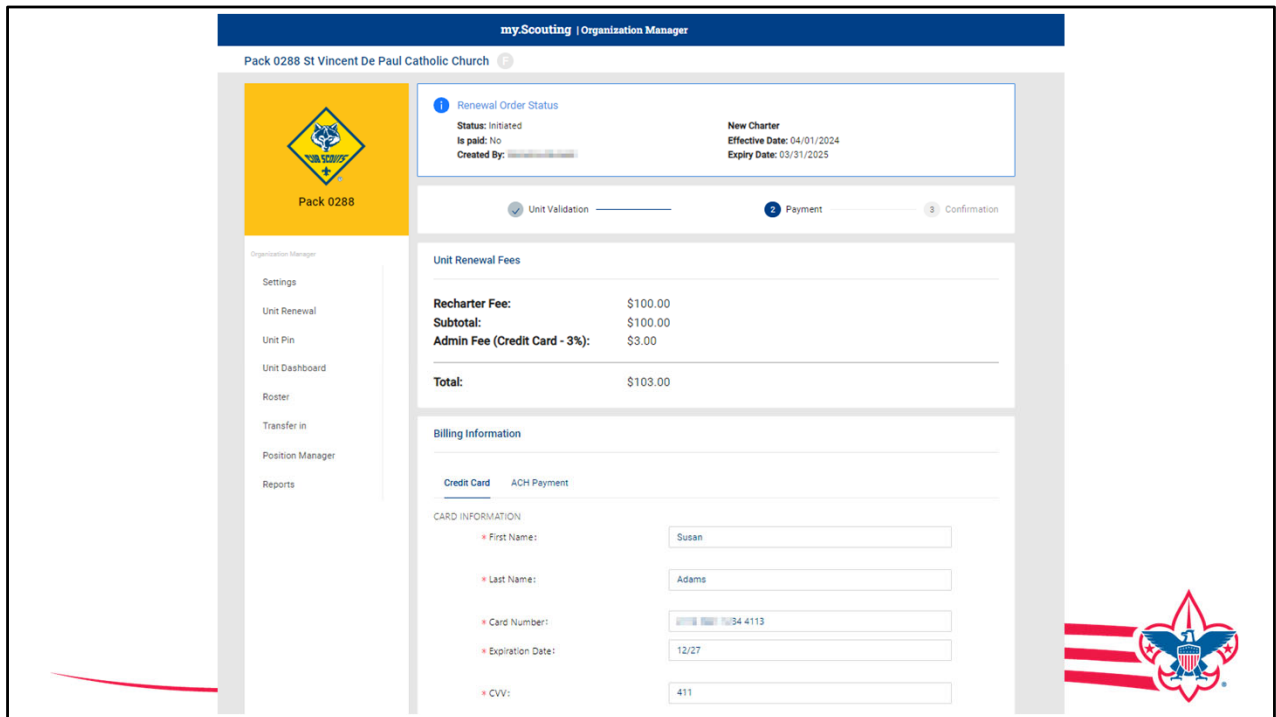 my.Scouting | Organization Manager
Pack 0288 St Vincent De Paul Catholic Church F
CUB SCOUTS
Pack 0288
Organization Manager
Settings
Unit Renewal
Unit Pin
Unit Dashboard
Roster
Transfer in
Position Manager
Reports
Renewal Order Status
Status: Initiated
Is paid: No
Created By:
New Charter
Effective Date: 04/01/2024
Expiry Date: 03/31/2025
Unit Validation
2 Payment
3 Confirmation
Unit Renewal Fees
Recharter Fee: $100.00
Subtotal: $100.00
Admin Fee (Credit Card - 3%): $3.00
Total: $103.00
Billing Information
Credit Card ACH Payment
CARD INFORMATION
* First Name: Susan
* Last Name: Adams
* Card Number: 4113
* Expiration Date: 12/27
* CVV: 411